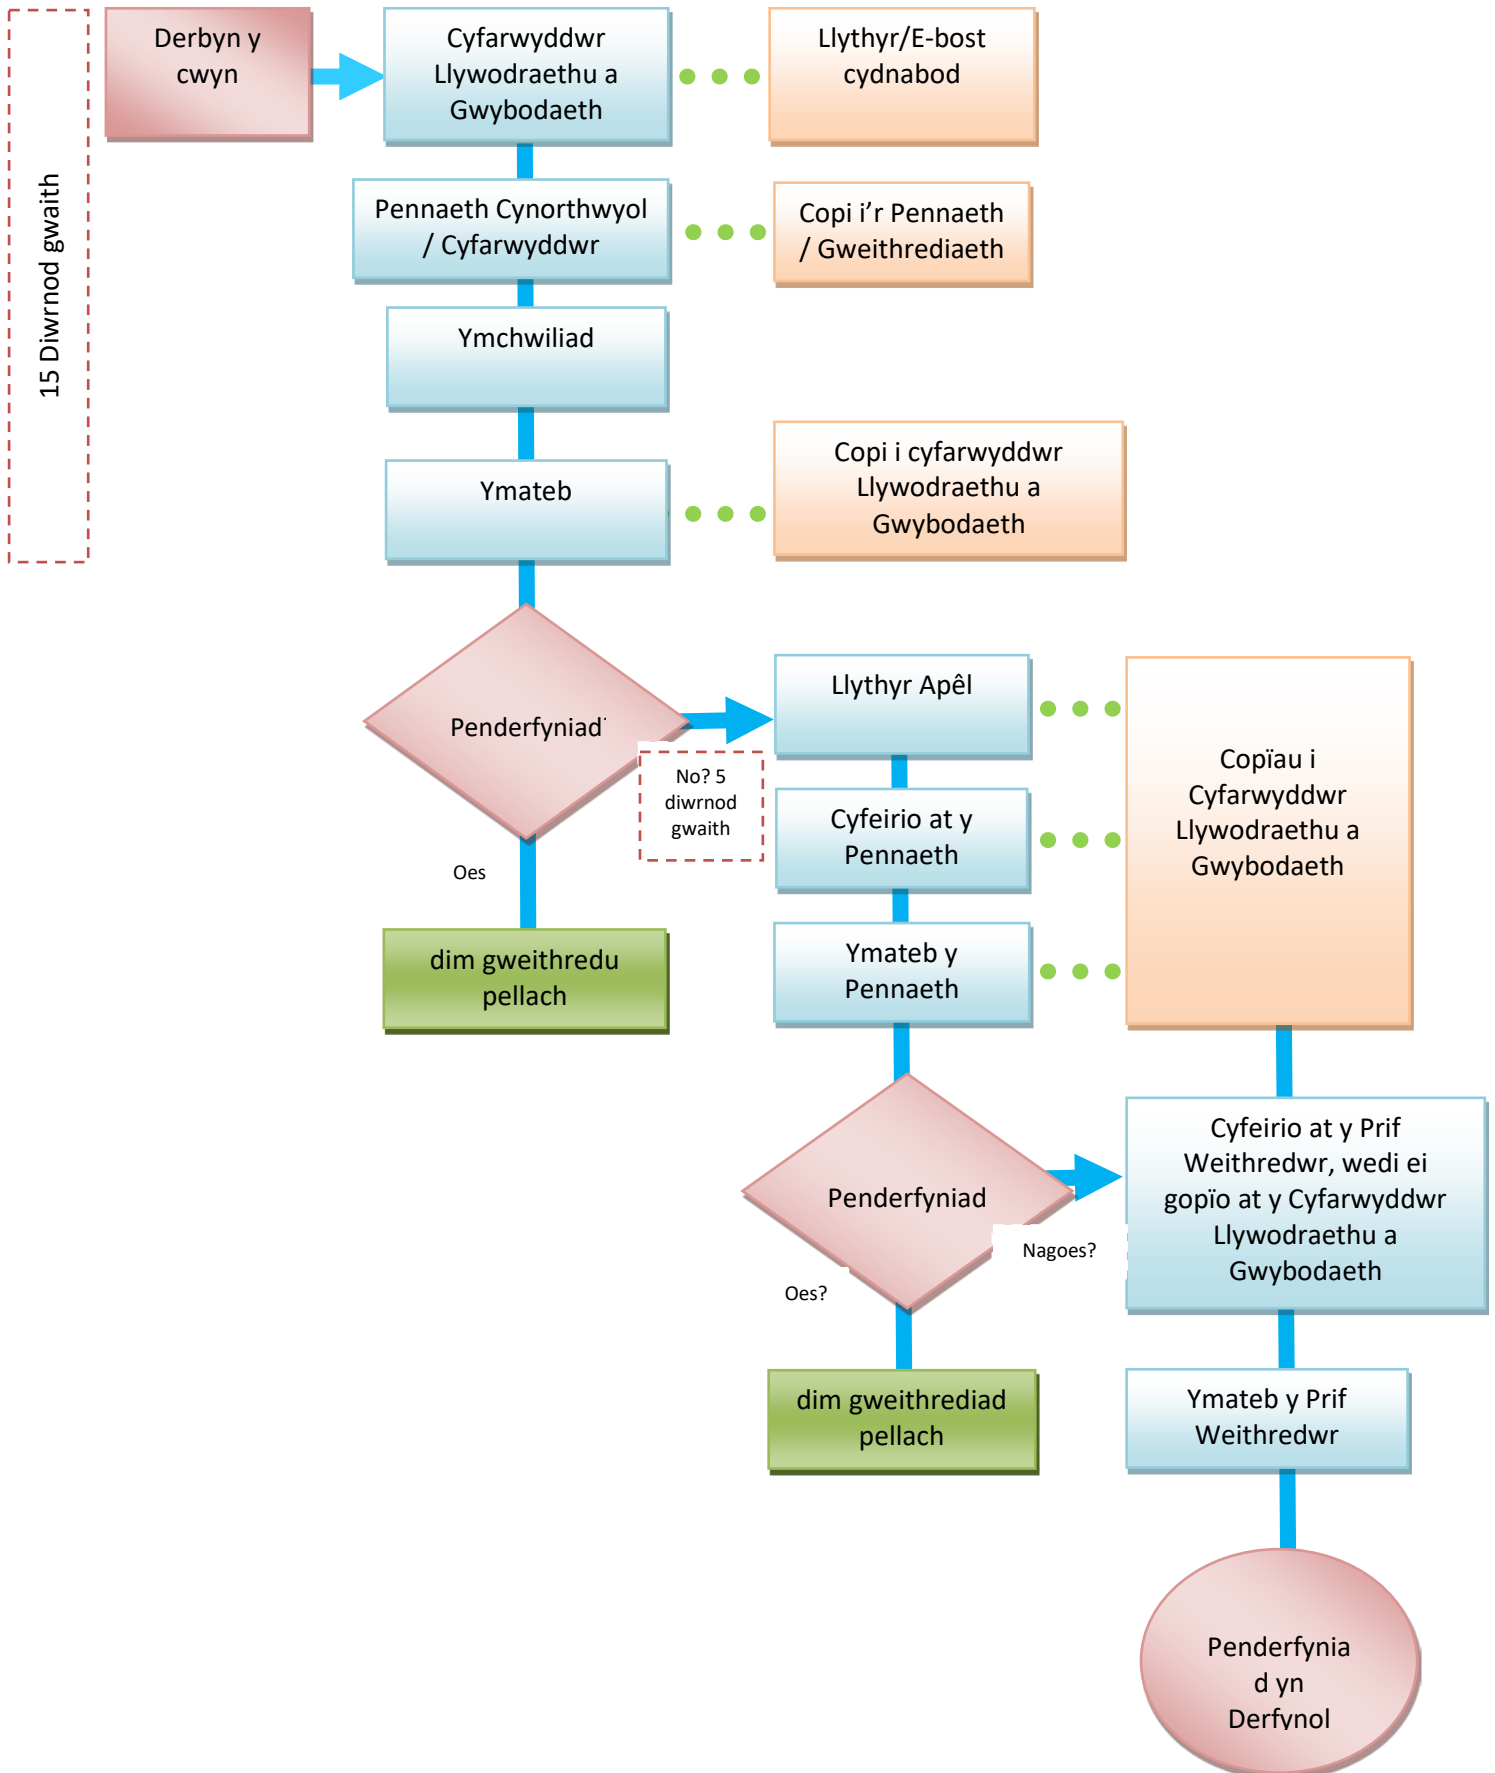 15 Diwrnod gwaith
Derbyn y
cwyn
Cyfarwyddwr
Llywodraethu a
Gwybodaeth
Llythyr/E-bost
cydnabod
Pennaeth Cynorthwyol
/ Cyfarwyddwr
Copi i’r Pennaeth
/ Gweithrediaeth
Ymchwiliad
Ymateb
Copi i cyfarwyddwr
Llywodraethu a
Gwybodaeth
Penderfyniad
No? 5
diwrnod
gwaith
Oes
dim gweithredu
pellach
Llythyr Apêl
Cyfeirio at y
Pennaeth
Ymateb y
Pennaeth
Copïau i
Cyfarwyddwr
Llywodraethu a
Gwybodaeth
Penderfyniad
Nagoes?
Oes?
dim gweithrediad
pellach
Cyfeirio at y Prif
Weithredwr, wedi ei
gopïo at y Cyfarwyddwr
Llywodraethu a
Gwybodaeth
Ymateb y Prif
Weithredwr
Penderfynia
d yn
Derfynol